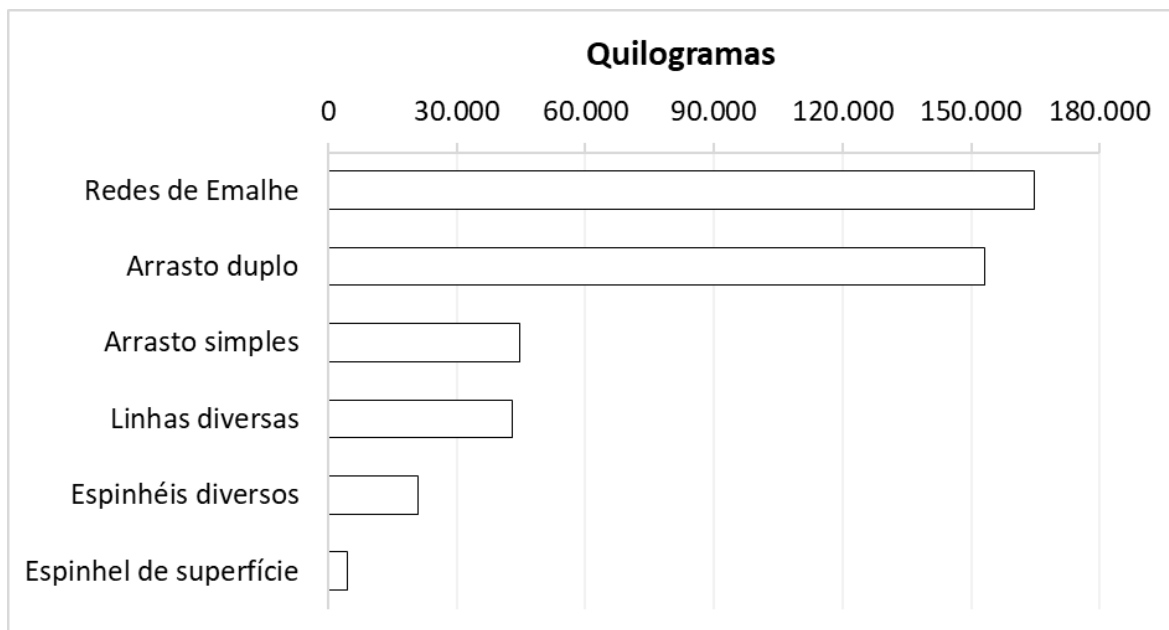 Quilogramas
0 30.000 60.000 90.000 120.000 150.000 180.000
Redes de Emalhe
Arrasto duplo
Arrasto simples
Linhas diversas
Espinhéis diversos
Espinhel de superfície